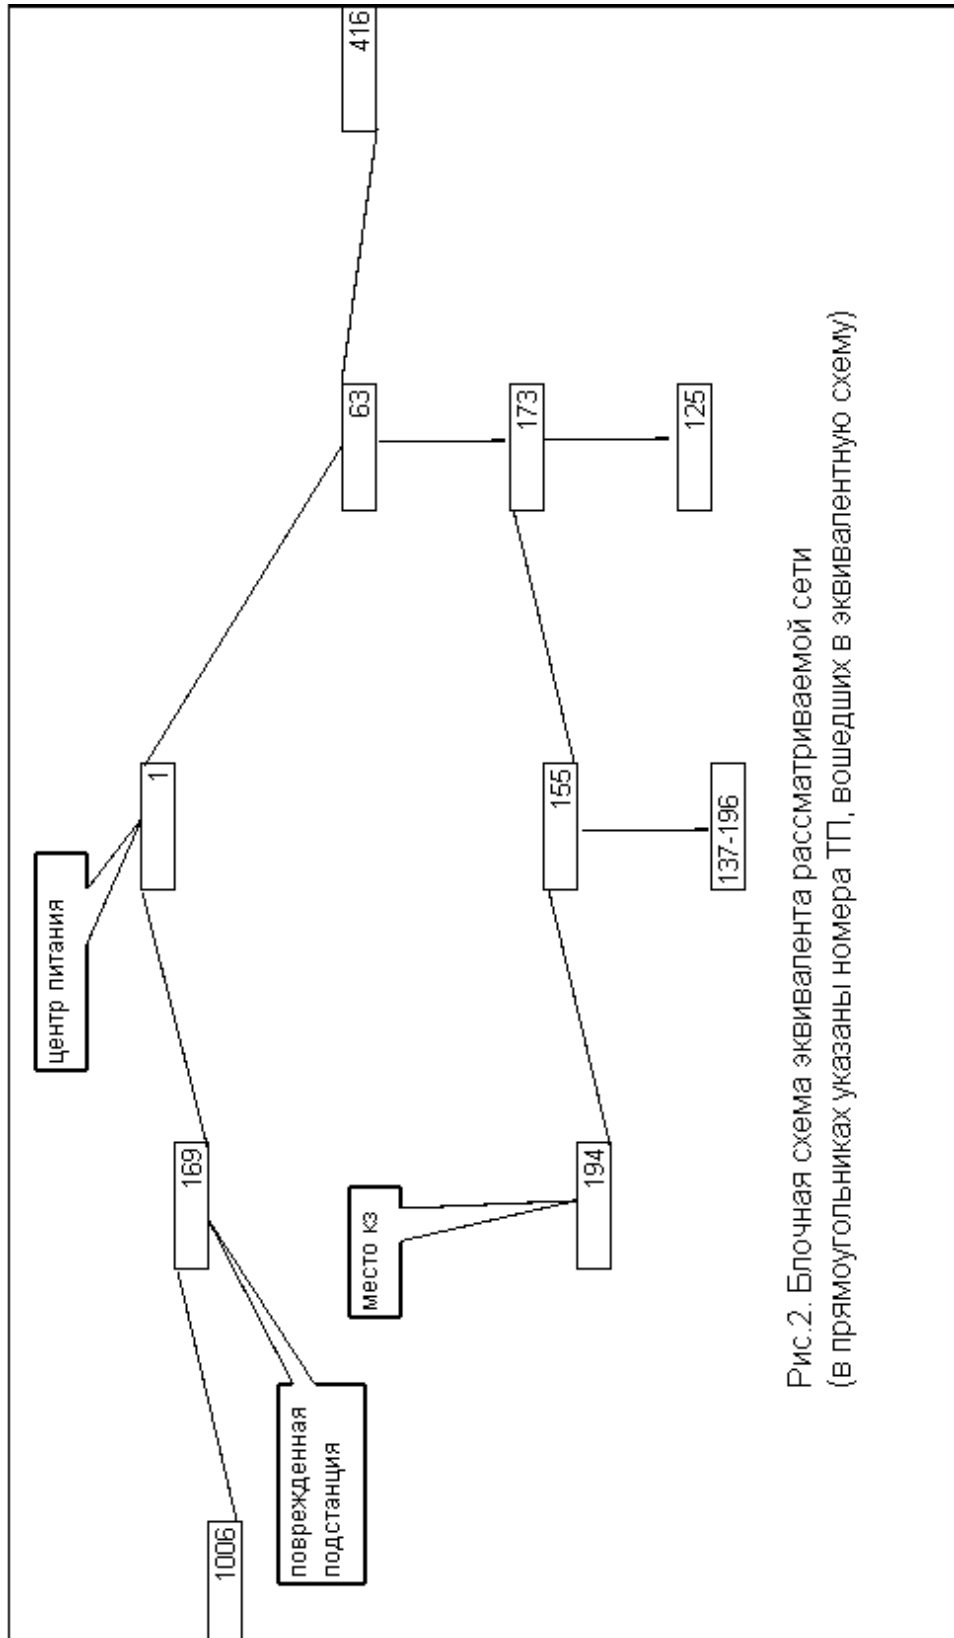 центр питания
1
169
416
63
1006
место кз
173
поврежденная
подстанция
155
194
125
137-196
Рис.2. Блочная схема эквивалента рассматриваемой сети
(в прямоугольниках указаны номера ТП, вошедших в эквивалентную схему)